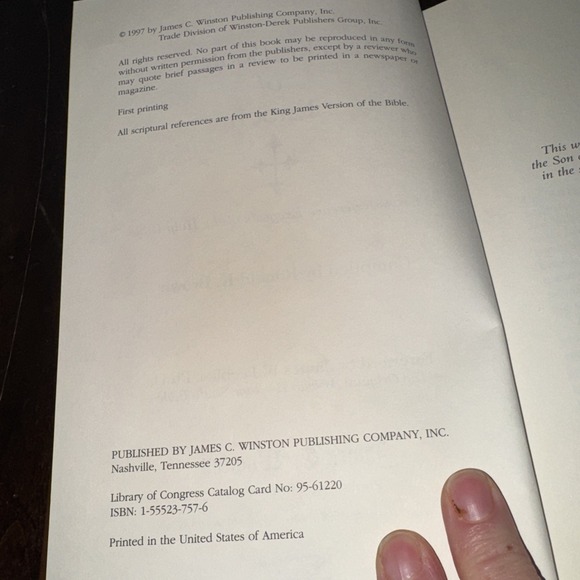 © 1997 by James C. Winston Publishing Company, Inc.
Trade Division of Winston-Derek Publishers Group, Inc.
All rights reserved. No part of this book may be reproduced in any form
without written permission from the publishers, except by a reviewer who
may quote brief passages in a review to be printed in a newspaper or
magazine.
First printing
All scriptural references are from the King James Version of the Bible.
PUBLISHED BY JAMES C. WINSTON PUBLISHING COMPANY, INC.
Nashville, Tennessee 37205
Library of Congress Catalog Card No: 95-61220
ISBN: 1-55523-757-6
Printed in the United States of America
This
the Son
in the